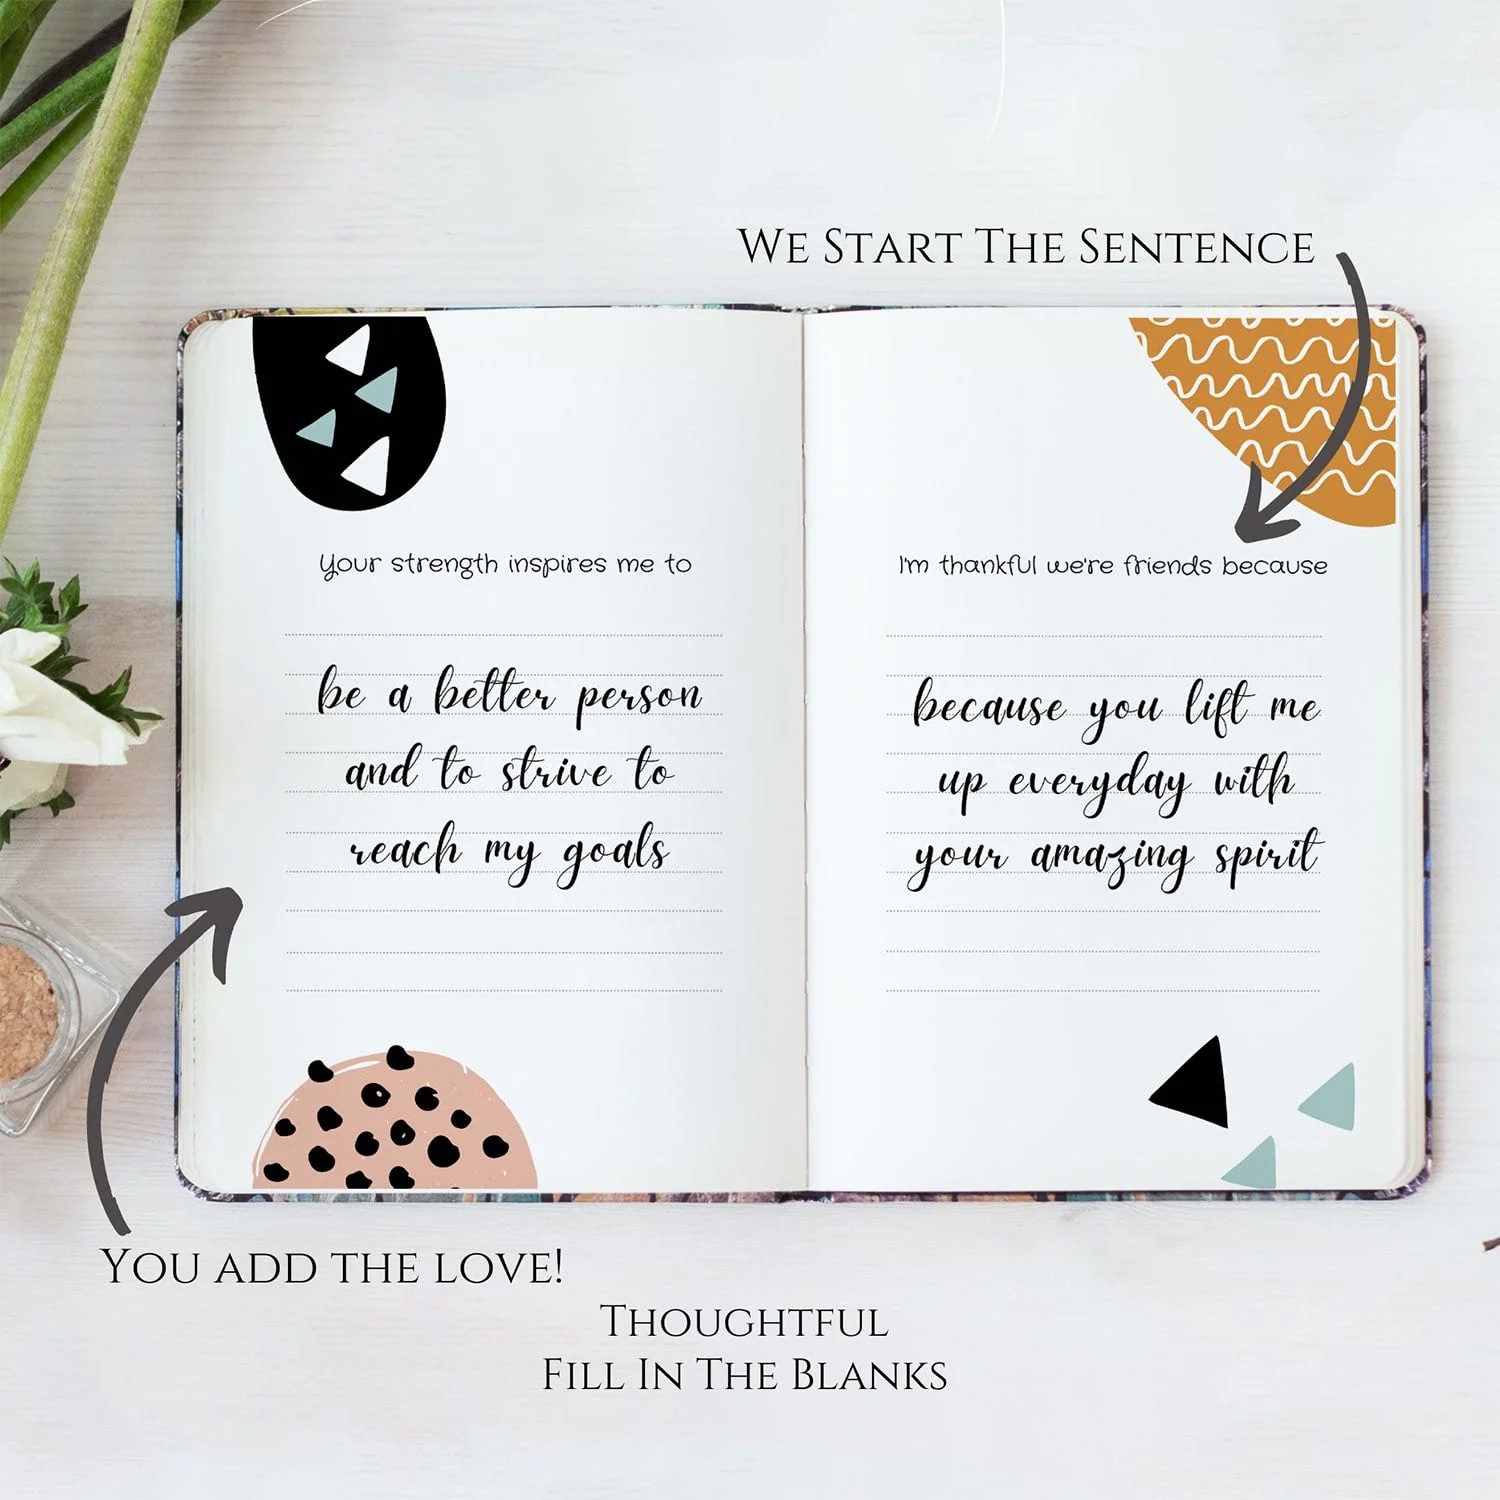 WE START THE SENTENCE
Your strength inspires me to
be a better person
and to strive to
reach my goals
I'm thankful we're friends because
because you lift me
up everyday with
your amazing spirit
YOU ADD THE LOVE!
THOUGHTFUL
FILL IN THE BLANKS